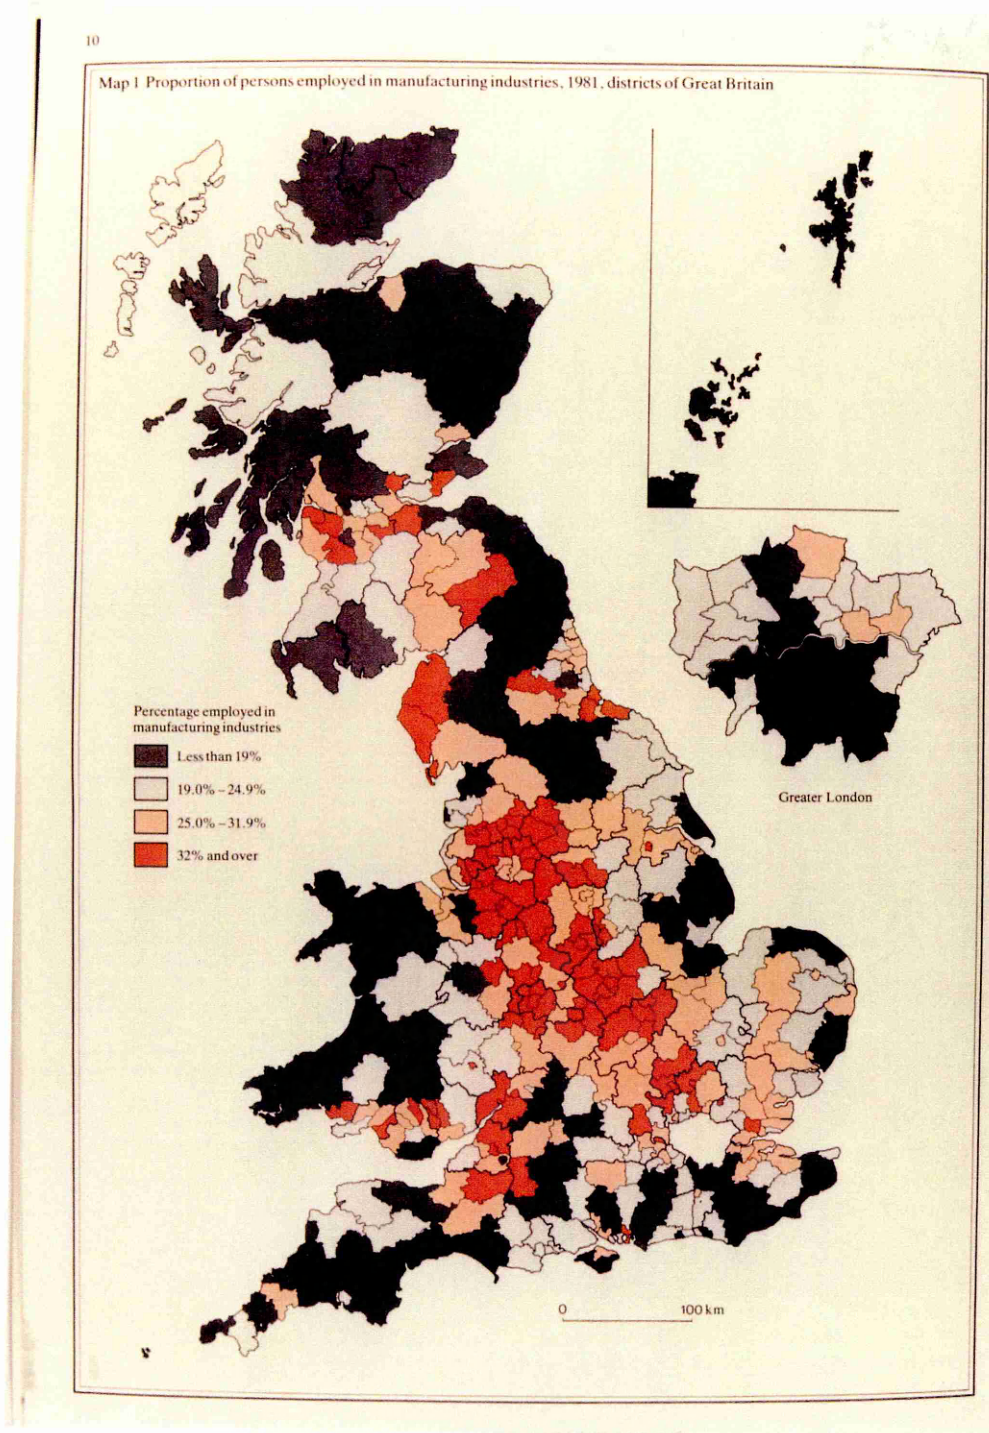 10
Map 1 Proportion of persons employed in manufacturing industries, 1981, districts of Great Britain
Percentage employed in
manufacturing industries
Less than 19%
19.0% – 24.9%
25.0% – 31.9%
32% and over
Greater London
0 100 km